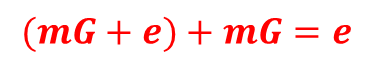 (mG + e) + mG = e